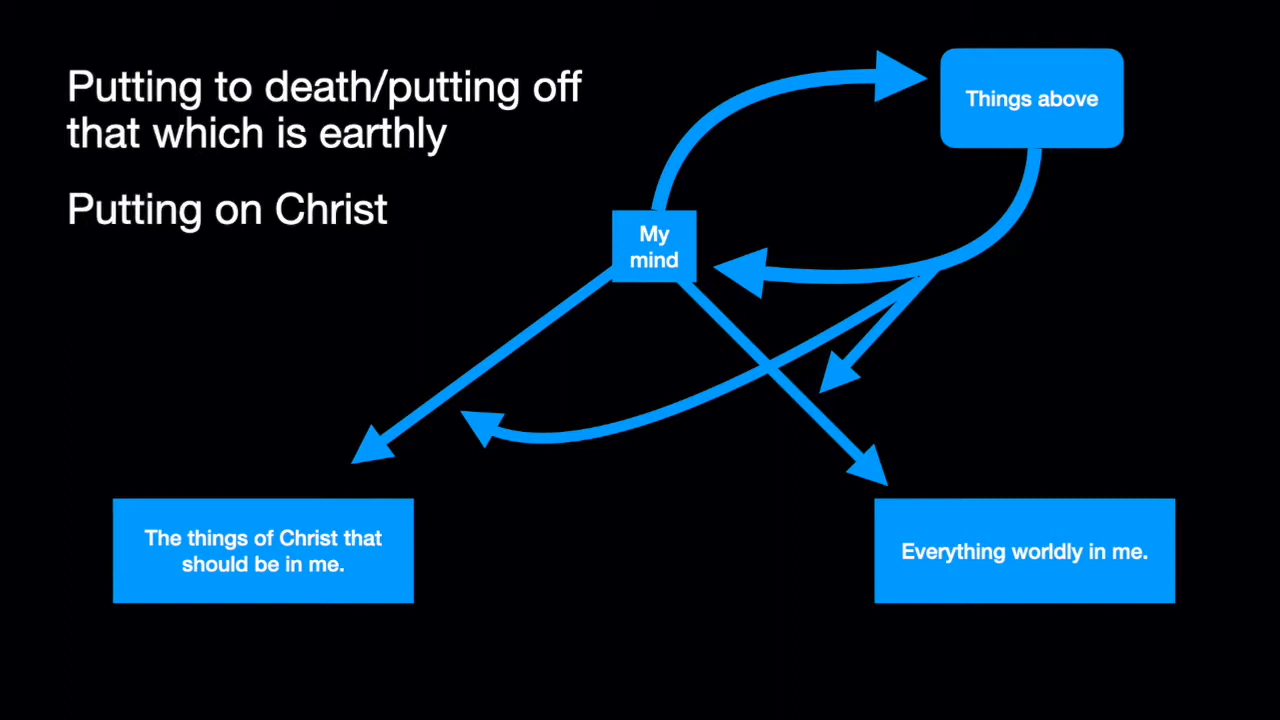 Putting to death/putting off
that which is earthly
Putting on Christ
Things above
My
mind
The things of Christ that
should be in me.
Everything worldly in me.